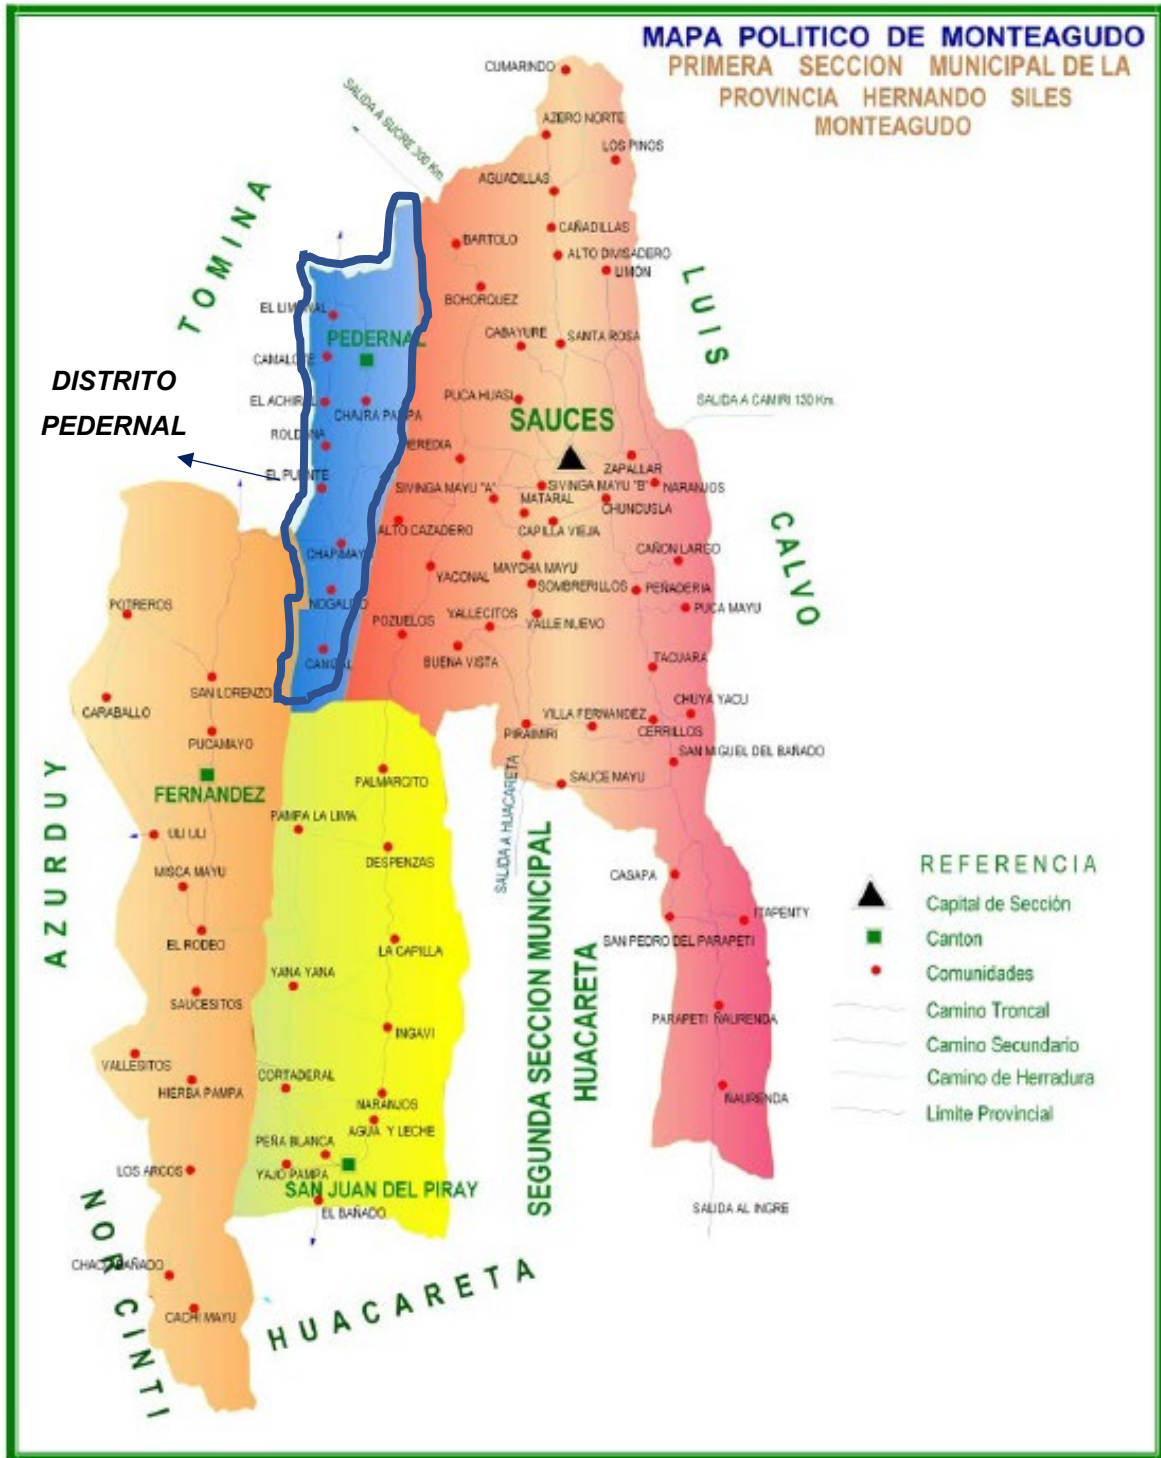 MAPA POLITICO DE MONTEAGUDO
PRIMERA SECCION MUNICIPAL DE LA
PROVINCIA HERNANDO SILES
MONTEAGUDO
CUMARINDO
SALIDA A SUCRE 300 Km.
AZERO NORTE
LOS PINOS
AGUADILLAS
TOMINA
CAÑADILLAS
BARTOLO
ALTO DIVISADERO
LIMON
LUIS
BOHORQUEZ
EL LIMONAL
PEDERNAL
CABAYURE
SANTA ROSA
CAMALOTE
DISTRITO
PEDERNAL
EL ACHIRAL
CHAJRA PAMPA
PUCA HUASI
SALIDA A CAMIRI 130 Km.
SAUCES
ROLDANA
HEREDIA
ZAPALLAR
EL PUENTE
SIVINGA MAYU "A"
SIVINGA MAYU "B"
NARANJOS
MATARAL
CHUNCUSLA
ALTO CAZADERO
CAPILLA VIEJA
CALVO
CHAPIMAYO
CAÑON LARGO
YACONAL
MAYCHA MAYU
SOMBRERILLOS
PEÑADERIA
POTREROS
NOGALITO
PUCA MAYU
POZUELOS
VALLECITOS
VALLE NUEVO
CANIZAL
BUENA VISTA
TACUARA
SAN LORENZO
CARABALLO
CHUYA YACU
VILLA FERNANDEZ
PIRAIMIRI
CERRILLOS
PUCAMAYO
SAN MIGUEL DEL BAÑADO
AZURDUY
PALMARCITO
SAUCE MAYU
FERNANDEZ
SALIDA A HUACARETA
PAMPA LA LIMA
ULI ULI
DESPENZAS
MISCA MAYU
CASAPA
REFERENCIA
Capital de Sección
ITAPENTY
Canton
EL RODEO
LA CAPILLA
SAN PEDRO DEL PARAPETI
SEGUNDA SECCION MUNICIPAL
HUACARETA
YANA YANA
Comunidades
SAUCESITOS
Camino Troncal
PARAPETI ÑAURENDA
INGAVI
Camino Secundario
VALLESITOS
CORTADERAL
Camino de Herradura
HIERBA PAMPA
NARANJOS
ÑAURENDA
Limite Provincial
AGUA Y LECHE
PEÑA BLANCA
LOS ARCOS
YAJO PAMPA
SAN JUAN DEL PIRAY
EL BAÑADO
SALIDA AL INGRE
NOR CINTI
CHACO BAÑADO
HUACARETA
CACHI MAYU